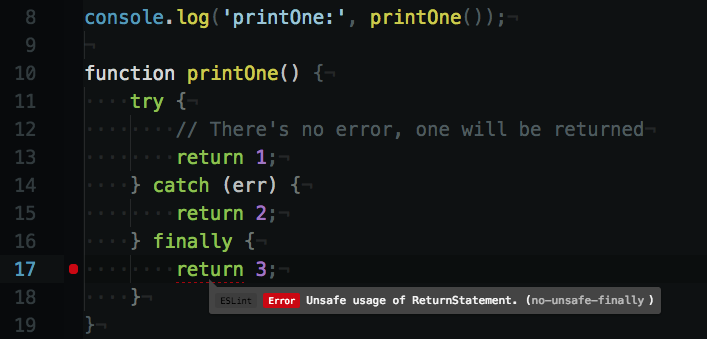 8 console.log('printOne:', printOne());¬
9 ¬
10 function printOne() {¬
11 ····try {¬
12 ········// There's no error, one will be returned¬
13 ········return 1;¬
14 ····} catch (err) {¬
15 ········return 2;¬
16 ····} finally {¬
17 ········return 3;¬
ESLint Error Unsafe usage of ReturnStatement. (no-unsafe-finally)
18 ····}¬
19 }¬